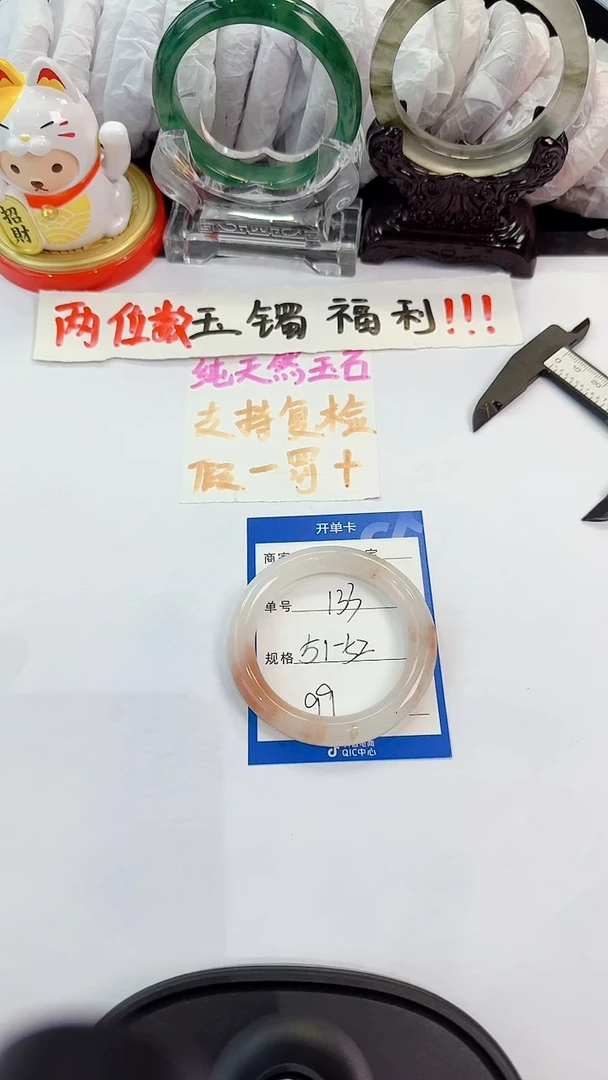 招財
两位数玉镯福利!!!
纯天然玉石
支持复检
假一罚十
开单卡
商家
单号 133
规格 51-52
99
QIC中心